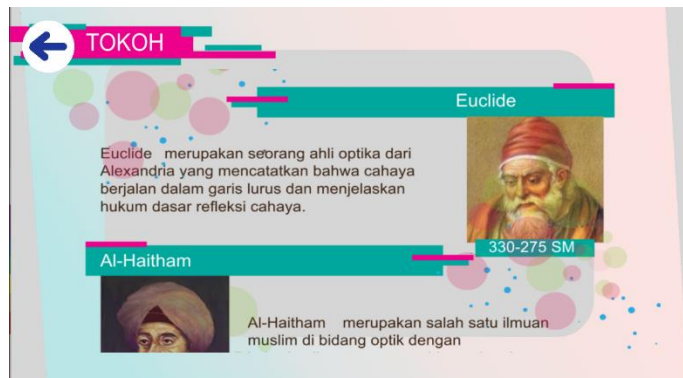 TOKOH
Euclide
Euclide merupakan seorang ahli optika dari
Alexandria yang mencatatkan bahwa cahaya
berjalan dalam garis lurus dan menjelaskan
hukum dasar refleksi cahaya.
330-275 SM
Al-Haitham
Al-Haitham merupakan salah satu ilmuan
muslim di bidang optik dengan